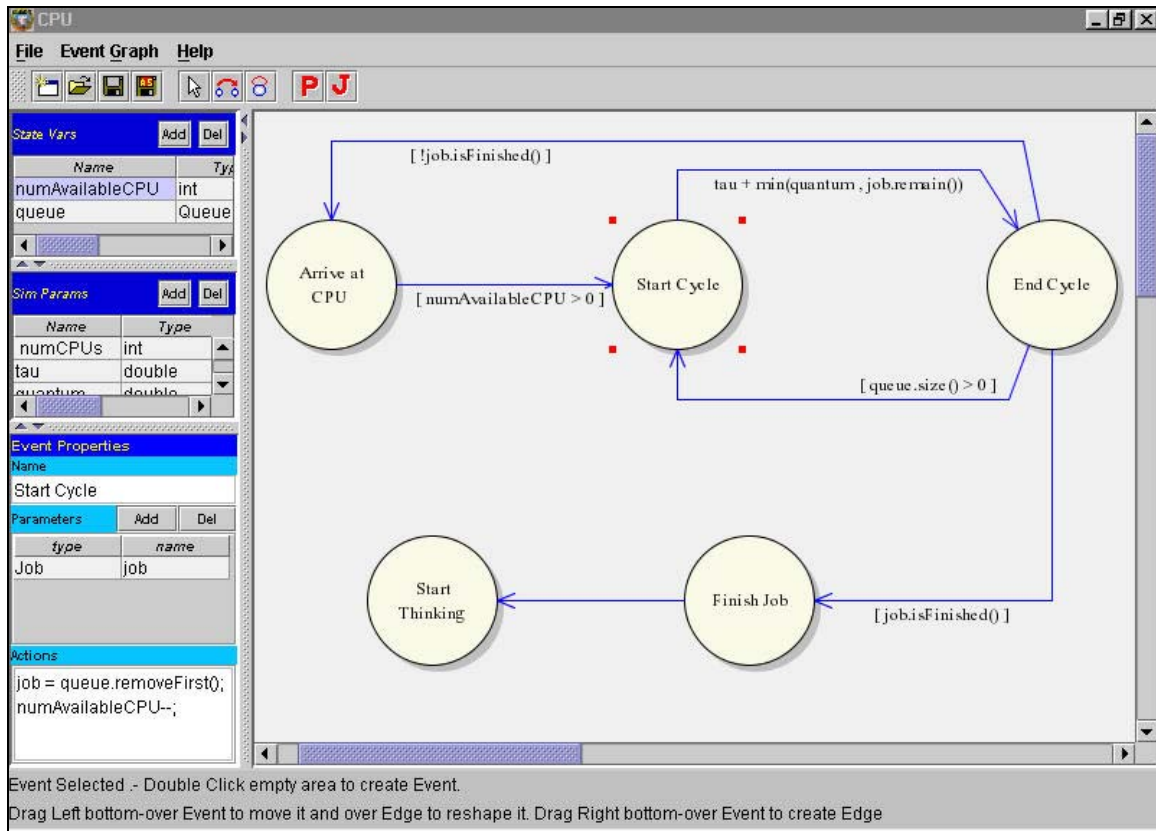 CPU
File Event Graph Help
P J
State Vars Add Del
Name Typ
numAvailableCPU int
queue Queue
Sim Params Add Del
Name Type
numCPUs int
tau double
quantum double
Event Properties
Name
Start Cycle
Parameters Add Del
type name
Job job
Actions
job = queue.removeFirst();
numAvailableCPU--;
[ !job.isFinished() ]
tau + min(quantum , job.remain())
Arrive at
CPU
[ numAvailableCPU > 0 ]
Start Cycle
End Cycle
[ queue.size() > 0 ]
Start
Thinking
Finish Job
[ job.isFinished() ]
Event Selected .- Double Click empty area to create Event.
Drag Left bottom-over Event to move it and over Edge to reshape it. Drag Right bottom-over Event to create Edge